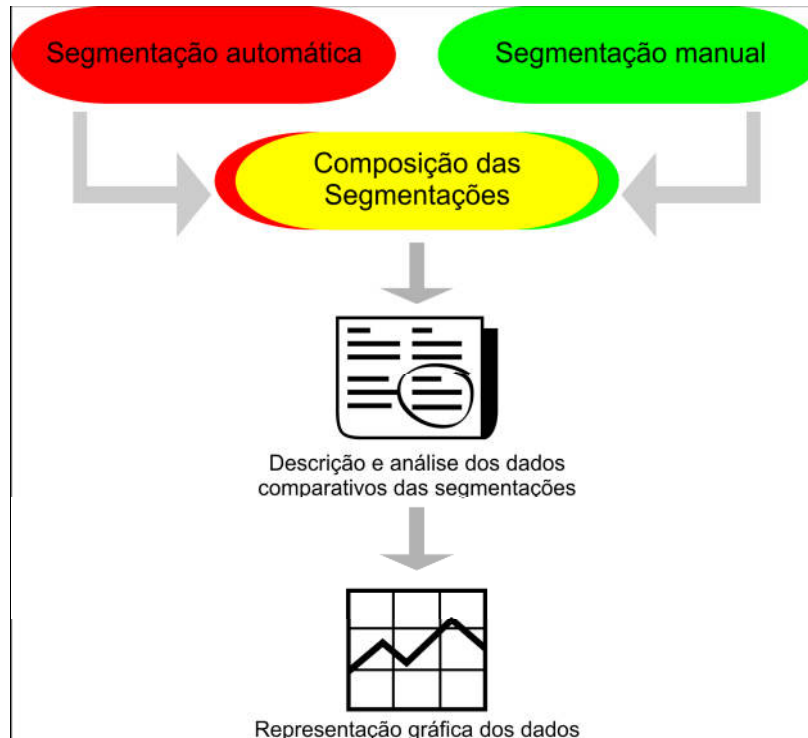 Segmentação automática
Segmentação manual
Composição das
Segmentações
Descrição e análise dos dados
comparativos das segmentações
Representação gráfica dos dados